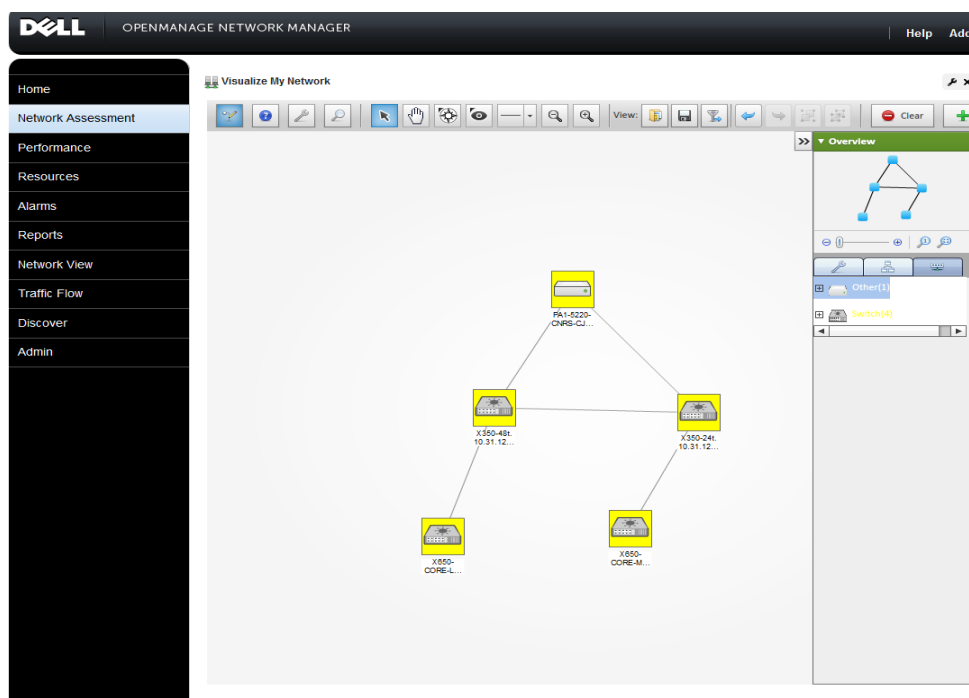 DELL OPENMANAGE NETWORK MANAGER Help Add
Home
Network Assessment
Performance
Resources
Alarms
Reports
Network View
Traffic Flow
Discover
Admin
Visualize My Network
View: Clear
Overview
Other(1)
Switch(4)
PA1-5220-
CNRS-CJ...
X350-48t.
10.31.12...
X350-24t.
10.31.12...
X650-
CORE-L...
X650-
CORE-M...